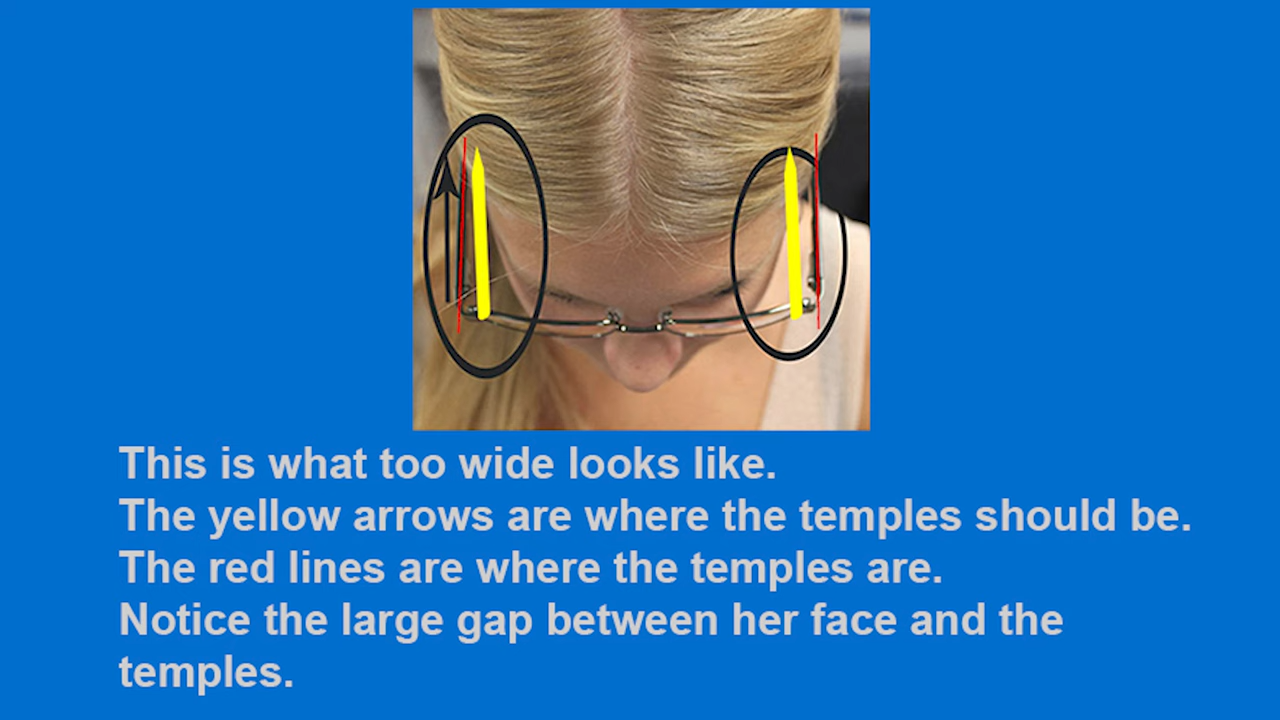 This is what too wide looks like.
The yellow arrows are where the temples should be.
The red lines are where the temples are.
Notice the large gap between her face and the
temples.